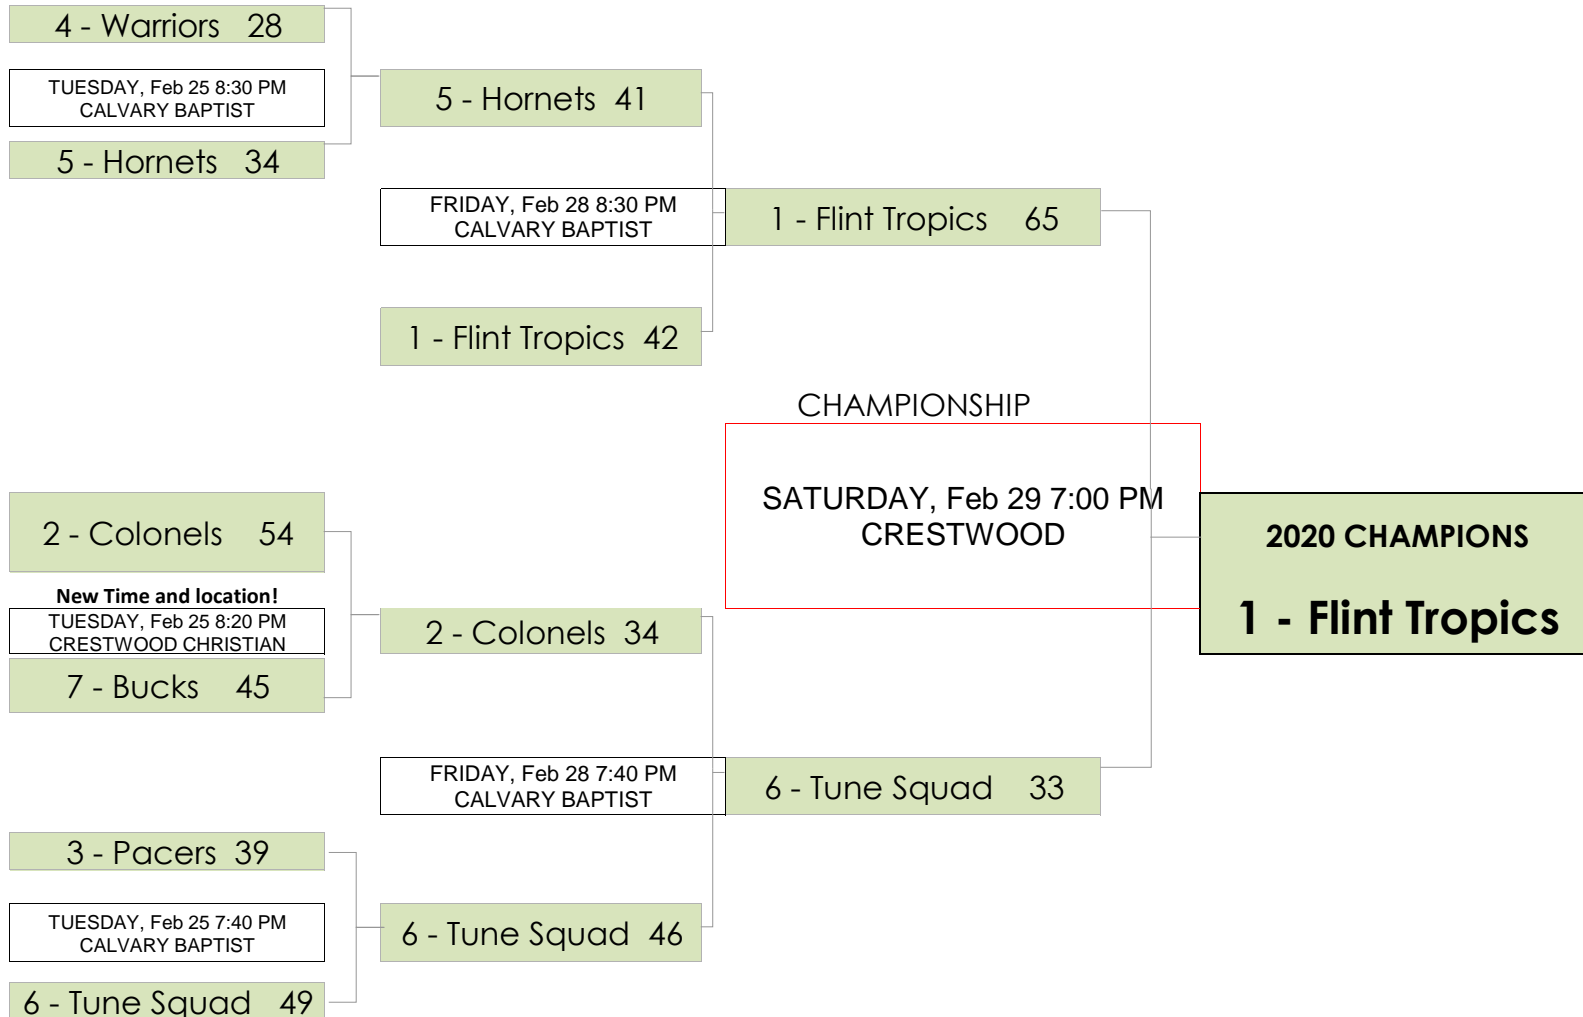 4 - Warriors 28
TUESDAY, Feb 25 8:30 PM
CALVARY BAPTIST
5 - Hornets 34
5 - Hornets 41
FRIDAY, Feb 28 8:30 PM
CALVARY BAPTIST
1 - Flint Tropics 42
1 - Flint Tropics 65
CHAMPIONSHIP
SATURDAY, Feb 29 7:00 PM
CRESTWOOD
2020 CHAMPIONS
1 - Flint Tropics
2 - Colonels 54
New Time and location!
TUESDAY, Feb 25 8:20 PM
CRESTWOOD CHRISTIAN
7 - Bucks 45
2 - Colonels 34
FRIDAY, Feb 28 7:40 PM
CALVARY BAPTIST
6 - Tune Squad 33
3 - Pacers 39
TUESDAY, Feb 25 7:40 PM
CALVARY BAPTIST
6 - Tune Squad 49
6 - Tune Squad 46